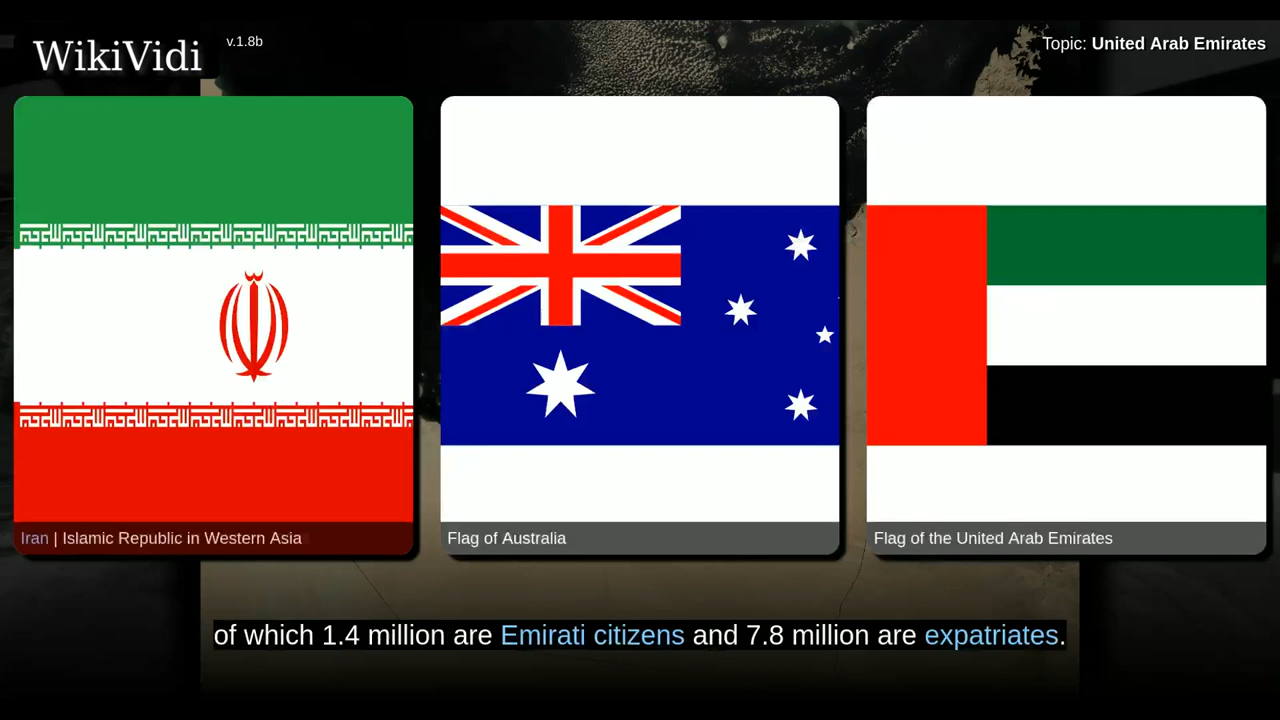 WikiVidi
v.1.8b
Topic: United Arab Emirates
Iran | Islamic Republic in Western Asia
Flag of Australia
Flag of the United Arab Emirates
of which 1.4 million are Emirati citizens and 7.8 million are expatriates.